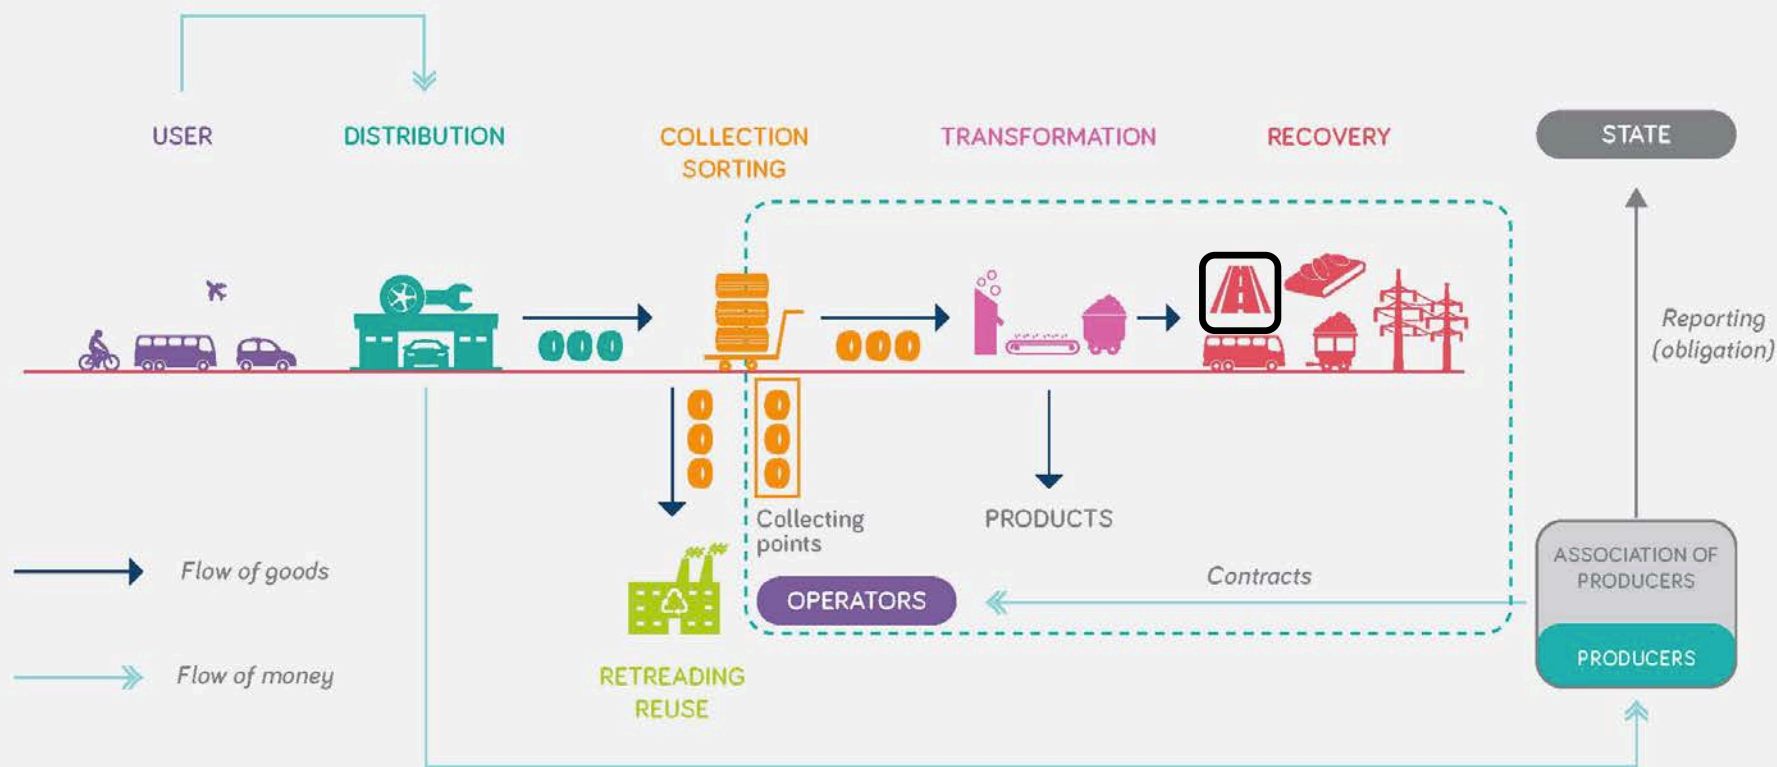 USER
DISTRIBUTION
COLLECTION
SORTING
TRANSFORMATION
RECOVERY
STATE
Reporting
(obligation)
Collecting
points
PRODUCTS
Flow of goods
Contracts
ASSOCIATION OF
PRODUCERS
OPERATORS
PRODUCERS
Flow of money
RETREADING
REUSE